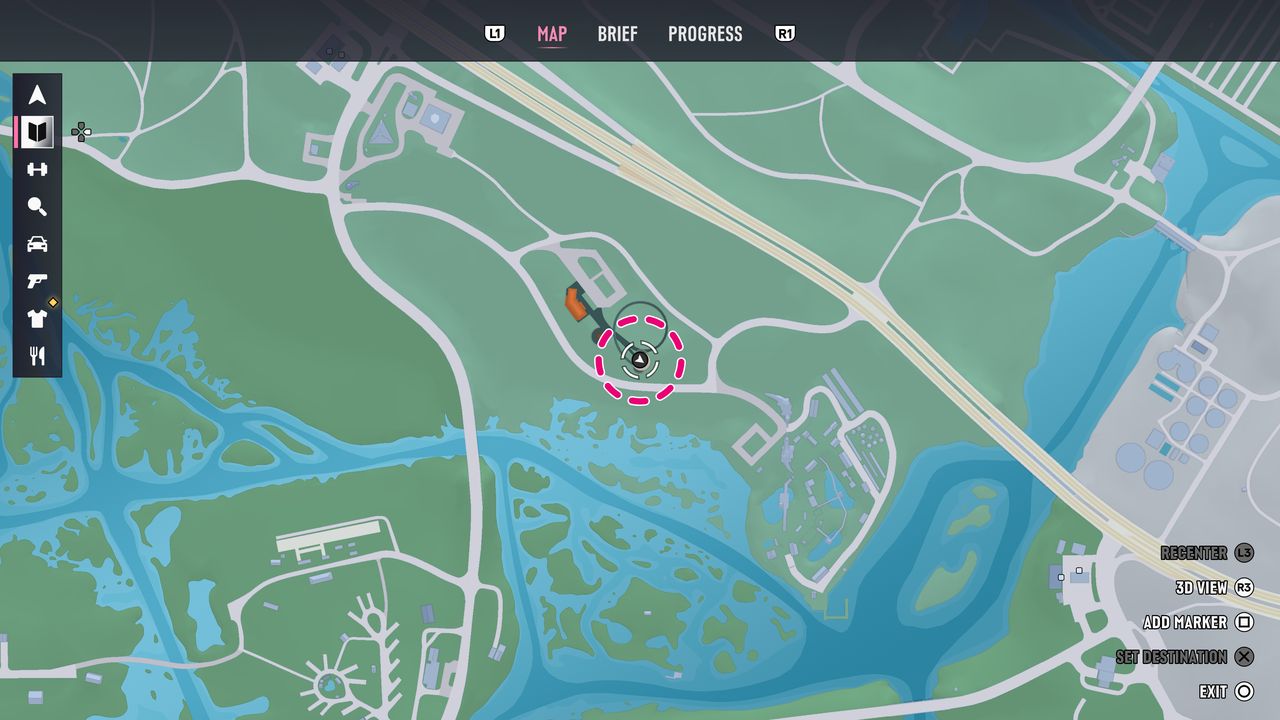 L1 MAP BRIEF PROGRESS R1
RECENTER L3
3D VIEW R3
ADD MARKER
SET DESTINATION
EXIT